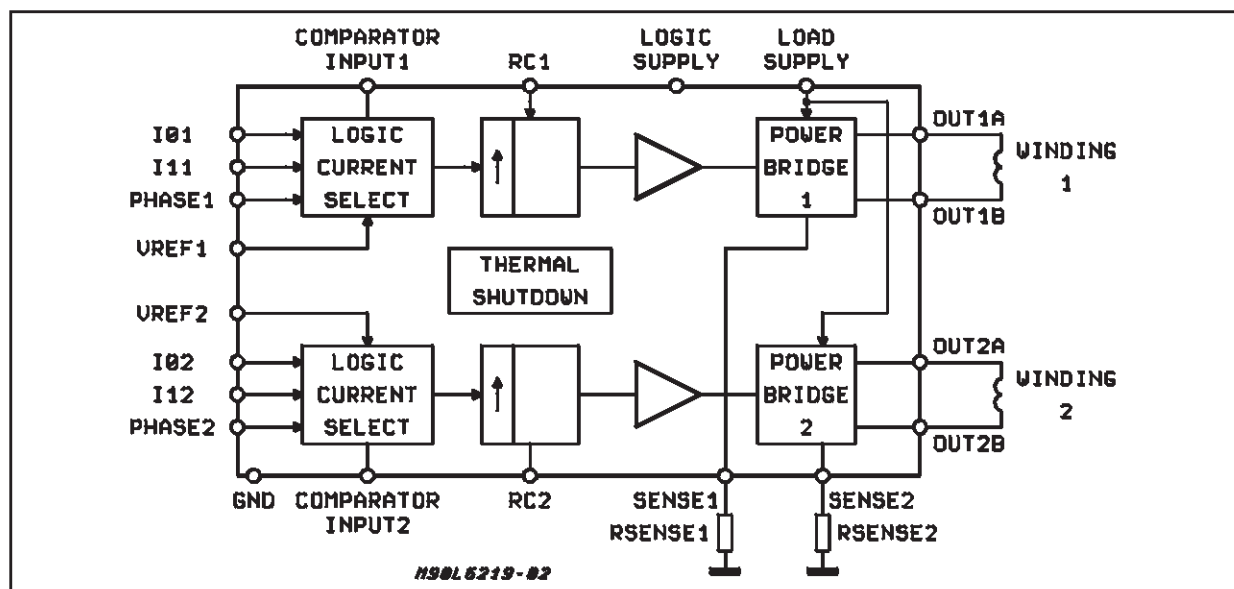 COMPARATOR
INPUT1
RC1
LOGIC
SUPPLY
LOAD
SUPPLY
I01
I11
PHASE1
VREF1
LOGIC
CURRENT
SELECT
POWER
BRIDGE
1
OUT1A
OUT1B
WINDING
1
THERMAL
SHUTDOWN
VREF2
I02
I12
PHASE2
LOGIC
CURRENT
SELECT
POWER
BRIDGE
2
OUT2A
OUT2B
WINDING
2
GND
COMPARATOR
INPUT2
RC2
SENSE1
RSENSE1
SENSE2
RSENSE2
M90L6219-02